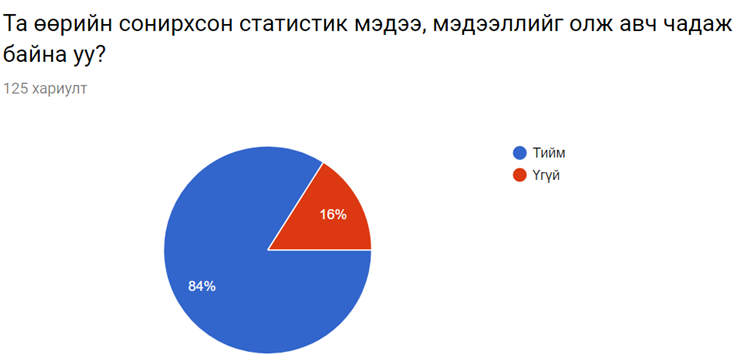 Та өөрийн сонирхсон статистик мэдээ, мэдээллийг олж авч чадаж
байна уу?
125 хариулт
Тийм
Үгүй
16%
84%